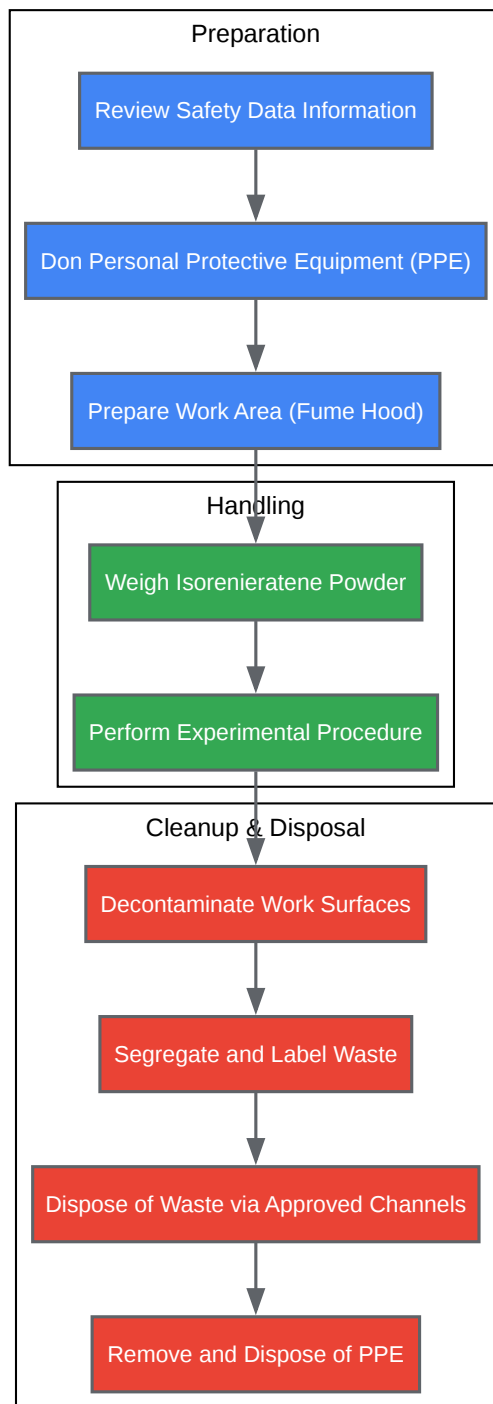 Preparation
Review Safety Data Information
Don Personal Protective Equipment (PPE)
Prepare Work Area (Fume Hood)
Handling
Weigh Isorenieratene Powder
Perform Experimental Procedure
Cleanup & Disposal
Decontaminate Work Surfaces
Segregate and Label Waste
Dispose of Waste via Approved Channels
Remove and Dispose of PPE